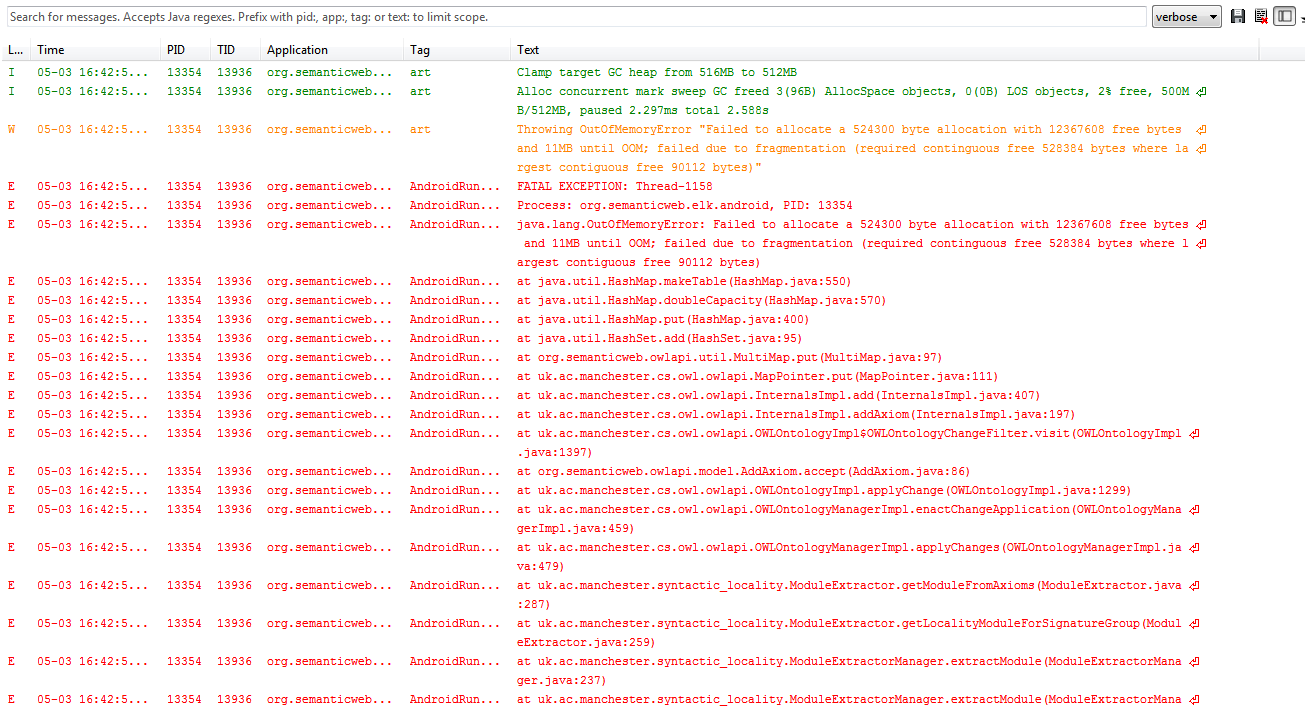 Search for messages. Accepts Java regexes. Prefix with pid:, app:, tag: or text: to limit scope.
verbose
L... Time PID TID Application Tag Text
I 05-03 16:42:5... 13354 13936 org.semanticweb... art Clamp target GC heap from 516MB to 512MB
I 05-03 16:42:5... 13354 13936 org.semanticweb... art Alloc concurrent mark sweep GC freed 3(96B) AllocSpace objects, 0(0B) LOS objects, 2% free, 500M
B/512MB, paused 2.297ms total 2.588s
W 05-03 16:42:5... 13354 13936 org.semanticweb... art Throwing OutOfMemoryError "Failed to allocate a 524300 byte allocation with 12367608 free bytes
and 11MB until OOM; failed due to fragmentation (required continguous free 528384 bytes where la
rgest contiguous free 90112 bytes)"
E 05-03 16:42:5... 13354 13936 org.semanticweb... AndroidRun... FATAL EXCEPTION: Thread-1158
E 05-03 16:42:5... 13354 13936 org.semanticweb... AndroidRun... Process: org.semanticweb.elk.android, PID: 13354
E 05-03 16:42:5... 13354 13936 org.semanticweb... AndroidRun... java.lang.OutOfMemoryError: Failed to allocate a 524300 byte allocation with 12367608 free bytes
and 11MB until OOM; failed due to fragmentation (required continguous free 528384 bytes where l
argest contiguous free 90112 bytes)
E 05-03 16:42:5... 13354 13936 org.semanticweb... AndroidRun... at java.util.HashMap.makeTable(HashMap.java:550)
E 05-03 16:42:5... 13354 13936 org.semanticweb... AndroidRun... at java.util.HashMap.doubleCapacity(HashMap.java:570)
E 05-03 16:42:5... 13354 13936 org.semanticweb... AndroidRun... at java.util.HashMap.put(HashMap.java:400)
E 05-03 16:42:5... 13354 13936 org.semanticweb... AndroidRun... at java.util.HashSet.add(HashSet.java:95)
E 05-03 16:42:5... 13354 13936 org.semanticweb... AndroidRun... at org.semanticweb.owlapi.util.MultiMap.put(MultiMap.java:97)
E 05-03 16:42:5... 13354 13936 org.semanticweb... AndroidRun... at uk.ac.manchester.cs.owl.owlapi.MapPointer.put(MapPointer.java:111)
E 05-03 16:42:5... 13354 13936 org.semanticweb... AndroidRun... at uk.ac.manchester.cs.owl.owlapi.InternalsImpl.add(InternalsImpl.java:407)
E 05-03 16:42:5... 13354 13936 org.semanticweb... AndroidRun... at uk.ac.manchester.cs.owl.owlapi.InternalsImpl.addAxiom(InternalsImpl.java:197)
E 05-03 16:42:5... 13354 13936 org.semanticweb... AndroidRun... at uk.ac.manchester.cs.owl.owlapi.OWLOntologyImpl$OWLOntologyChangeFilter.visit(OWLOntologyImpl
.java:1397)
E 05-03 16:42:5... 13354 13936 org.semanticweb... AndroidRun... at org.semanticweb.owlapi.model.AddAxiom.accept(AddAxiom.java:86)
E 05-03 16:42:5... 13354 13936 org.semanticweb... AndroidRun... at uk.ac.manchester.cs.owl.owlapi.OWLOntologyImpl.applyChange(OWLOntologyImpl.java:1299)
E 05-03 16:42:5... 13354 13936 org.semanticweb... AndroidRun... at uk.ac.manchester.cs.owl.owlapi.OWLOntologyManagerImpl.enactChangeApplication(OWLOntologyMana
gerImpl.java:459)
E 05-03 16:42:5... 13354 13936 org.semanticweb... AndroidRun... at uk.ac.manchester.cs.owl.owlapi.OWLOntologyManagerImpl.applyChanges(OWLOntologyManagerImpl.ja
va:479)
E 05-03 16:42:5... 13354 13936 org.semanticweb... AndroidRun... at uk.ac.manchester.syntactic_locality.ModuleExtractor.getModuleFromAxioms(ModuleExtractor.java
:287)
E 05-03 16:42:5... 13354 13936 org.semanticweb... AndroidRun... at uk.ac.manchester.syntactic_locality.ModuleExtractor.getLocalityModuleForSignatureGroup(Modul
eExtractor.java:259)
E 05-03 16:42:5... 13354 13936 org.semanticweb... AndroidRun... at uk.ac.manchester.syntactic_locality.ModuleExtractorManager.extractModule(ModuleExtractorMana
ger.java:237)
E 05-03 16:42:5... 13354 13936 org.semanticweb... AndroidRun... at uk.ac.manchester.syntactic_locality.ModuleExtractorManager.extractModule(ModuleExtractorMana